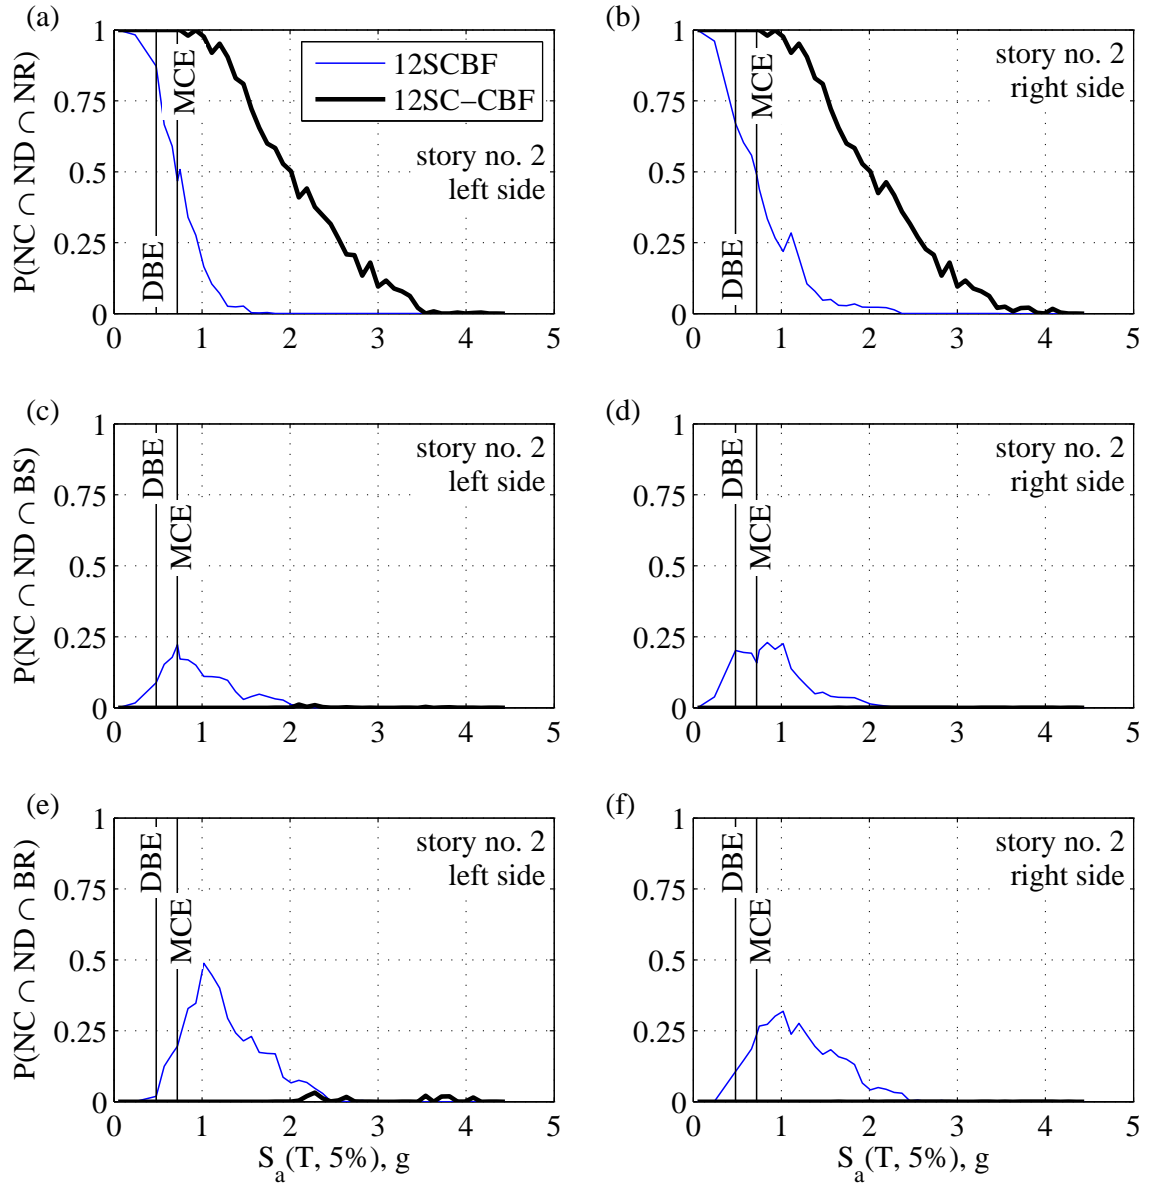 (a)
1
0.75
0.5
0.25
0
P(NC ∩ ND ∩ NR)
DBE
MCE
12SCBF
12SC−CBF
story no. 2
left side
0 1 2 3 4 5
(b)
1
0.75
0.5
0.25
0
DBE
MCE
story no. 2
right side
0 1 2 3 4 5
(c)
1
0.75
0.5
0.25
0
P(NC ∩ ND ∩ BS)
DBE
MCE
story no. 2
left side
0 1 2 3 4 5
(d)
1
0.75
0.5
0.25
0
DBE
MCE
story no. 2
right side
0 1 2 3 4 5
(e)
1
0.75
0.5
0.25
0
P(NC ∩ ND ∩ BR)
DBE
MCE
story no. 2
left side
0 1 2 3 4 5
S_a(T, 5%), g
(f)
1
0.75
0.5
0.25
0
DBE
MCE
story no. 2
right side
0 1 2 3 4 5
S_a(T, 5%), g